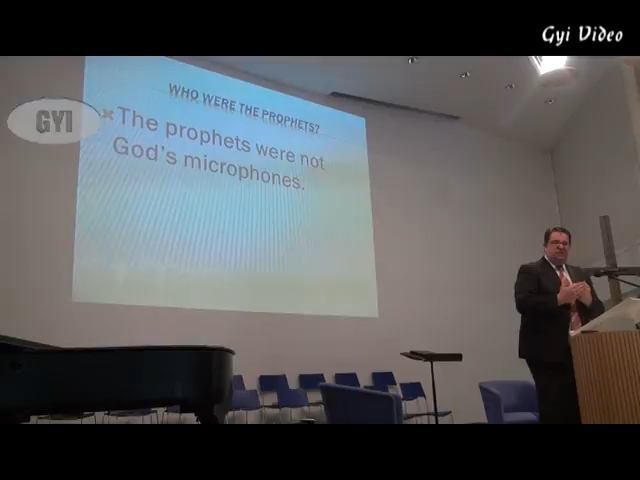 Gyi Video
GYI
WHO WERE THE PROPHETS?
The prophets were not
God's microphones.